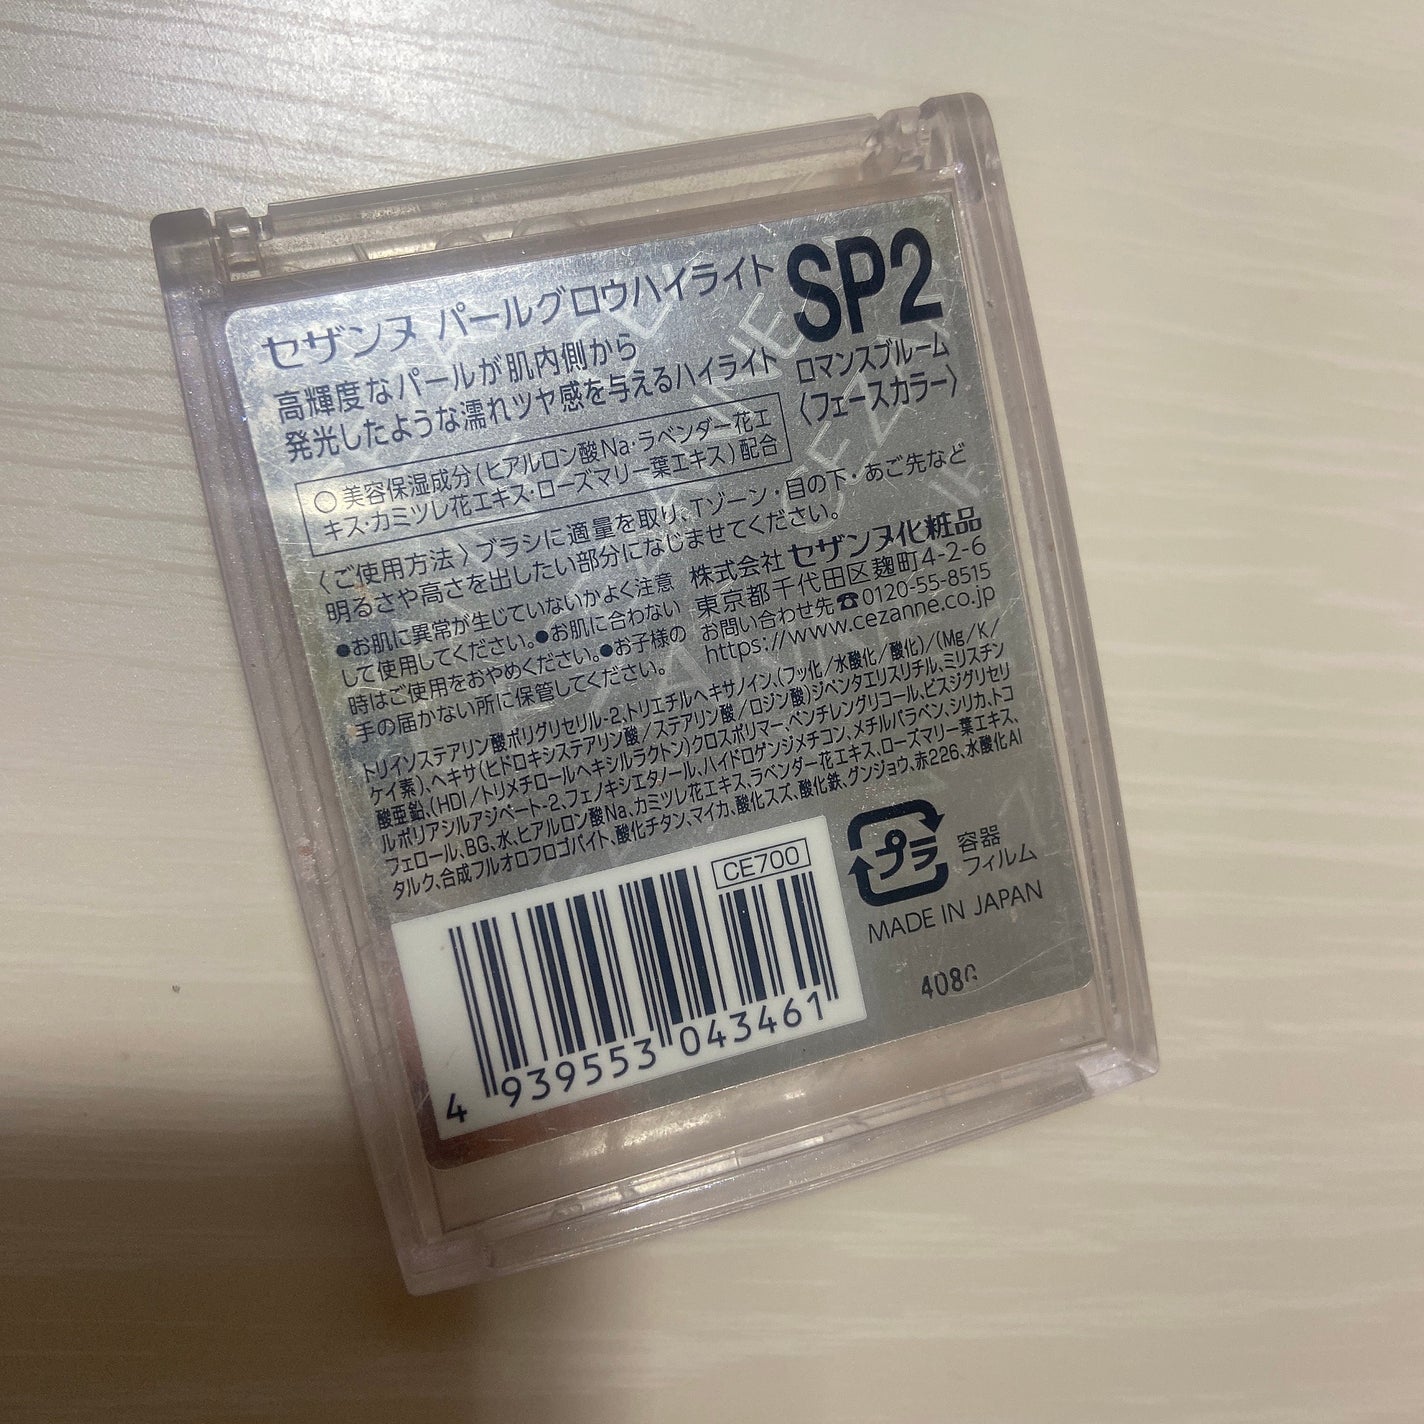 セザンヌ パールグロウハイライト
SP2
高輝度なパールが肌内側から
発光したような濡れツヤ感を与えるハイライト
ロマンスブルーム
〈フェースカラー〉
○美容保湿成分(ヒアルロン酸Na・ラベンダー花エ
キス・カミツレ花エキス・ローズマリー葉エキス)配合
〈ご使用方法〉ブラシに適量を取り、Tゾーン・目の下・あご先など
明るさや高さを出したい部分になじませてください。
●お肌に異常が生じていないかよく注意
して使用してください。●お肌に合わない
時はご使用をおやめください。●お子様の
手の届かない所に保管してください。
株式会社 セザンヌ化粧品
東京都千代田区麹町4-2-6
お問い合わせ先☎0120-55-8515
https://www.cezanne.co.jp
トリイソステアリン酸ポリグリセリル-2、トリエチルヘキサノイン、(フッ化/水酸化/酸化)/(Mg/K/
ケイ素)、ヘキサ(ヒドロキシステアリン酸/ステアリン酸/ロジン酸)ジペンタエリスリチル、ミリスチン
酸亜鉛、(HDI/トリメチロールヘキシルラクトン)クロスポリマー、ペンチレングリコール、ビスジグリセリ
ルポリアシルアジペート-2、フェノキシエタノール、ハイドロゲンジメチコン、メチルパラベン、シリカ、トコ
フェロール、BG、水、ヒアルロン酸Na、カミツレ花エキス、ラベンダー花エキス、ローズマリー葉エキス、
タルク、合成フルオロフロゴパイト、酸化チタン、マイカ、酸化スズ、酸化鉄、グンジョウ、赤226、水酸化Al
CE700
4 939553 043461
プラ
容器
フィルム
MADE IN JAPAN